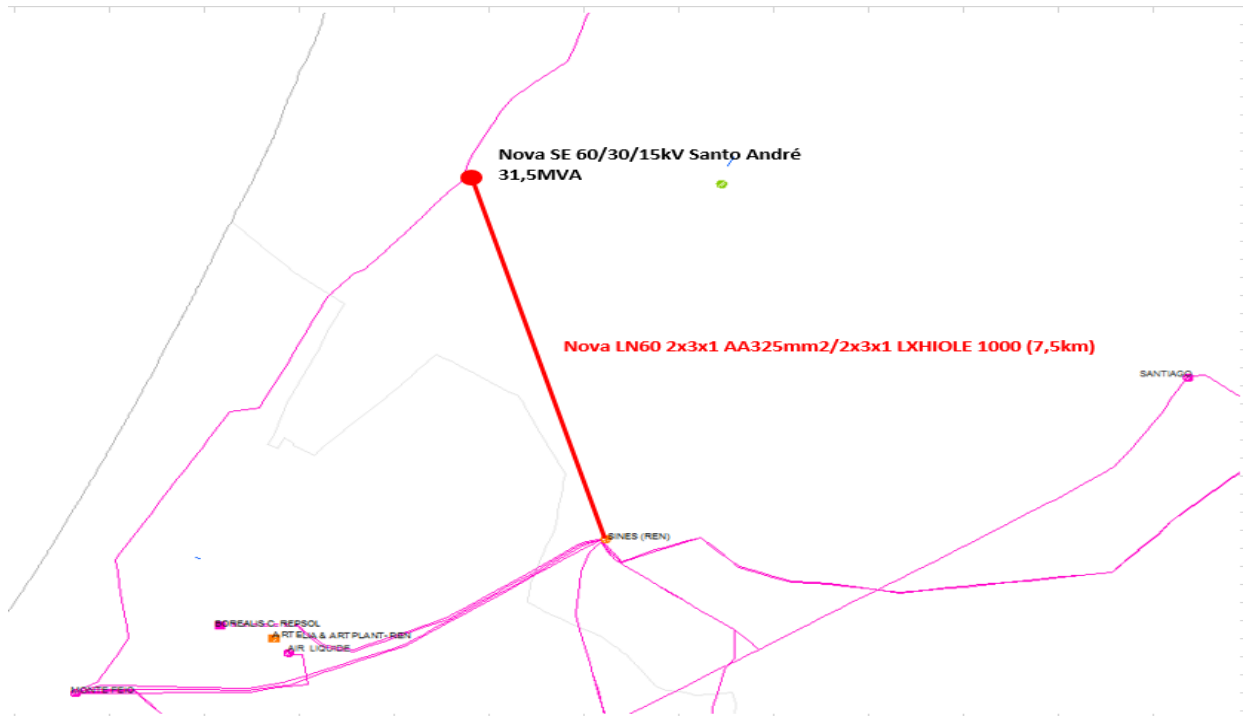 Nova SE 60/30/15kV Santo André
31,5MVA
Nova LN60 2x3x1 AA325mm2/2x3x1 LXHIOLE 1000 (7,5km)
SANTIAGO
SINES (REN)
BOREALIS C. REPSOL
ARTELIA & ARTPLANT-REN
AIR LIQUIDE
MONTE FEIO